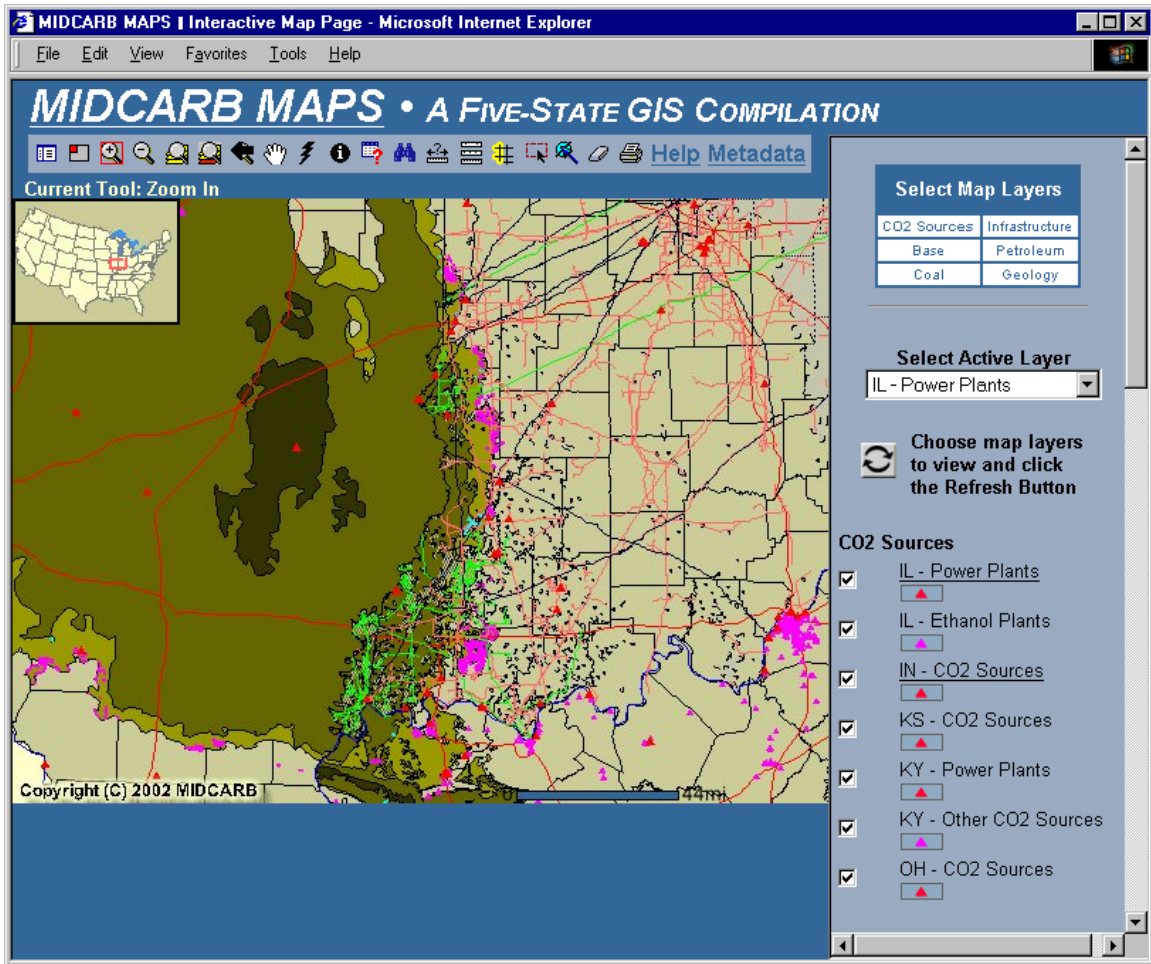 MIDCARB MAPS | Interactive Map Page - Microsoft Internet Explorer
File Edit View Favorites Tools Help
MIDCARB MAPS • A FIVE-STATE GIS COMPILATION
Help Metadata
Current Tool: Zoom In
Copyright (C) 2002 MIDCARB
0 44mi
Select Map Layers
CO2 Sources Infrastructure
Base Petroleum
Coal Geology
Select Active Layer
IL - Power Plants
Choose map layers
to view and click
the Refresh Button
CO2 Sources
IL - Power Plants
IL - Ethanol Plants
IN - CO2 Sources
KS - CO2 Sources
KY - Power Plants
KY - Other CO2 Sources
OH - CO2 Sources